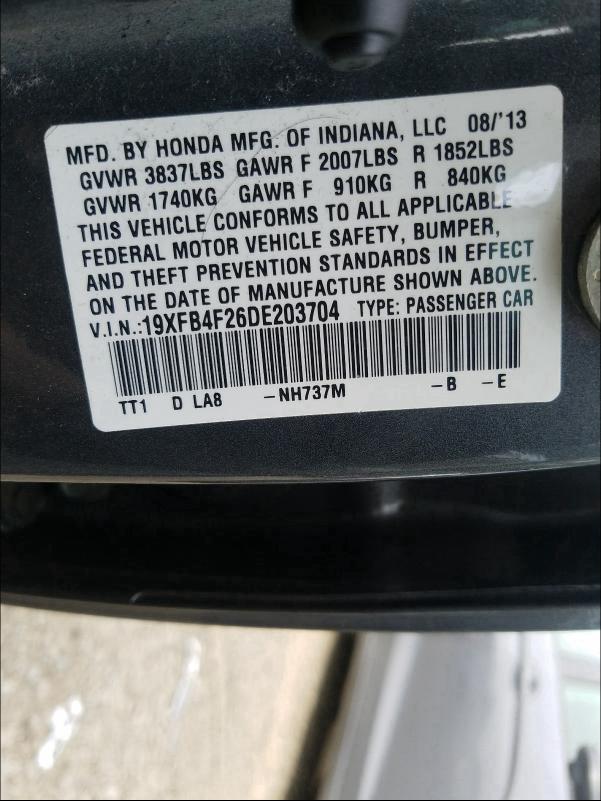 MFD. BY HONDA MFG. OF INDIANA, LLC 08/'13
GVWR 3837LBS GAWR F 2007LBS R 1852LBS
GVWR 1740KG GAWR F 910KG R 840KG
THIS VEHICLE CONFORMS TO ALL APPLICABLE
FEDERAL MOTOR VEHICLE SAFETY, BUMPER,
AND THEFT PREVENTION STANDARDS IN EFFECT
ON THE DATE OF MANUFACTURE SHOWN ABOVE.
V.I.N.:19XFB4F26DE203704 TYPE: PASSENGER CAR
TT1 D LA8 -NH737M -B -E